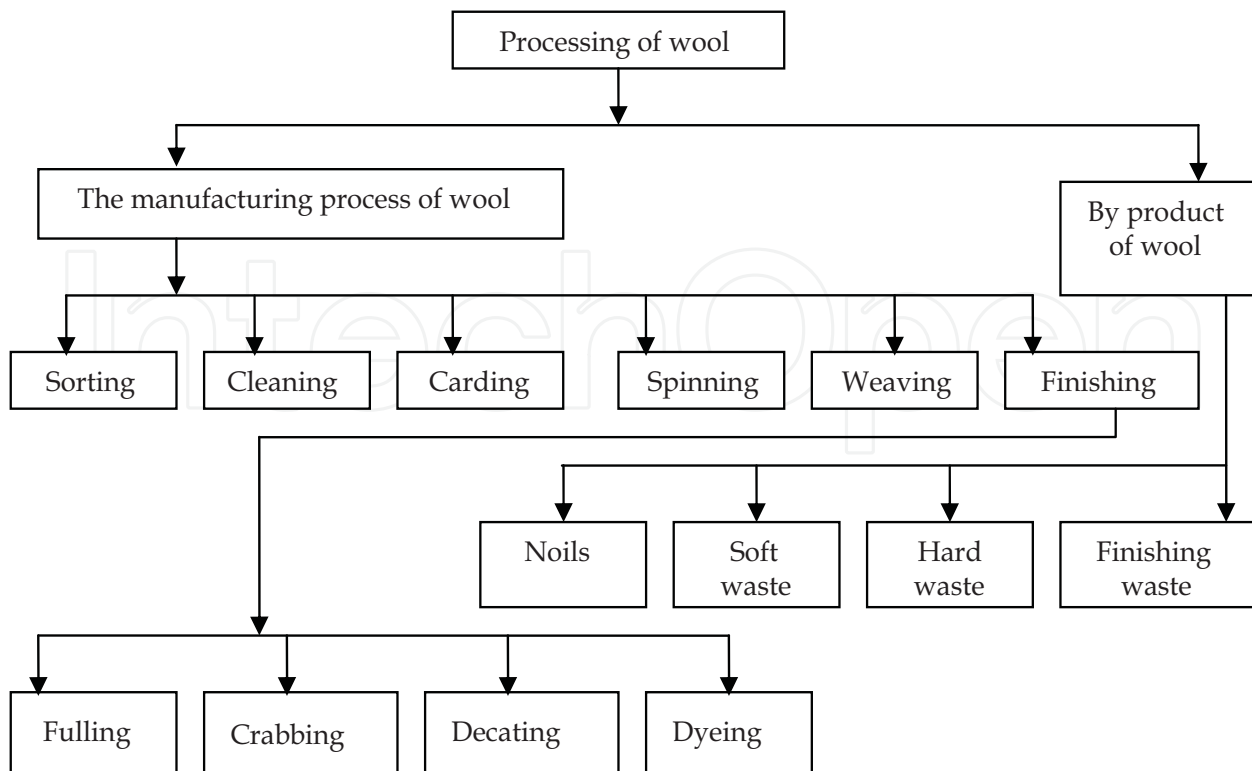 Processing of wool
The manufacturing process of wool
By product
of wool
IntechOpen
Sorting
Cleaning
Carding
Spinning
Weaving
Finishing
Noils
Soft
waste
Hard
waste
Finishing
waste
Fulling
Crabbing
Decating
Dyeing